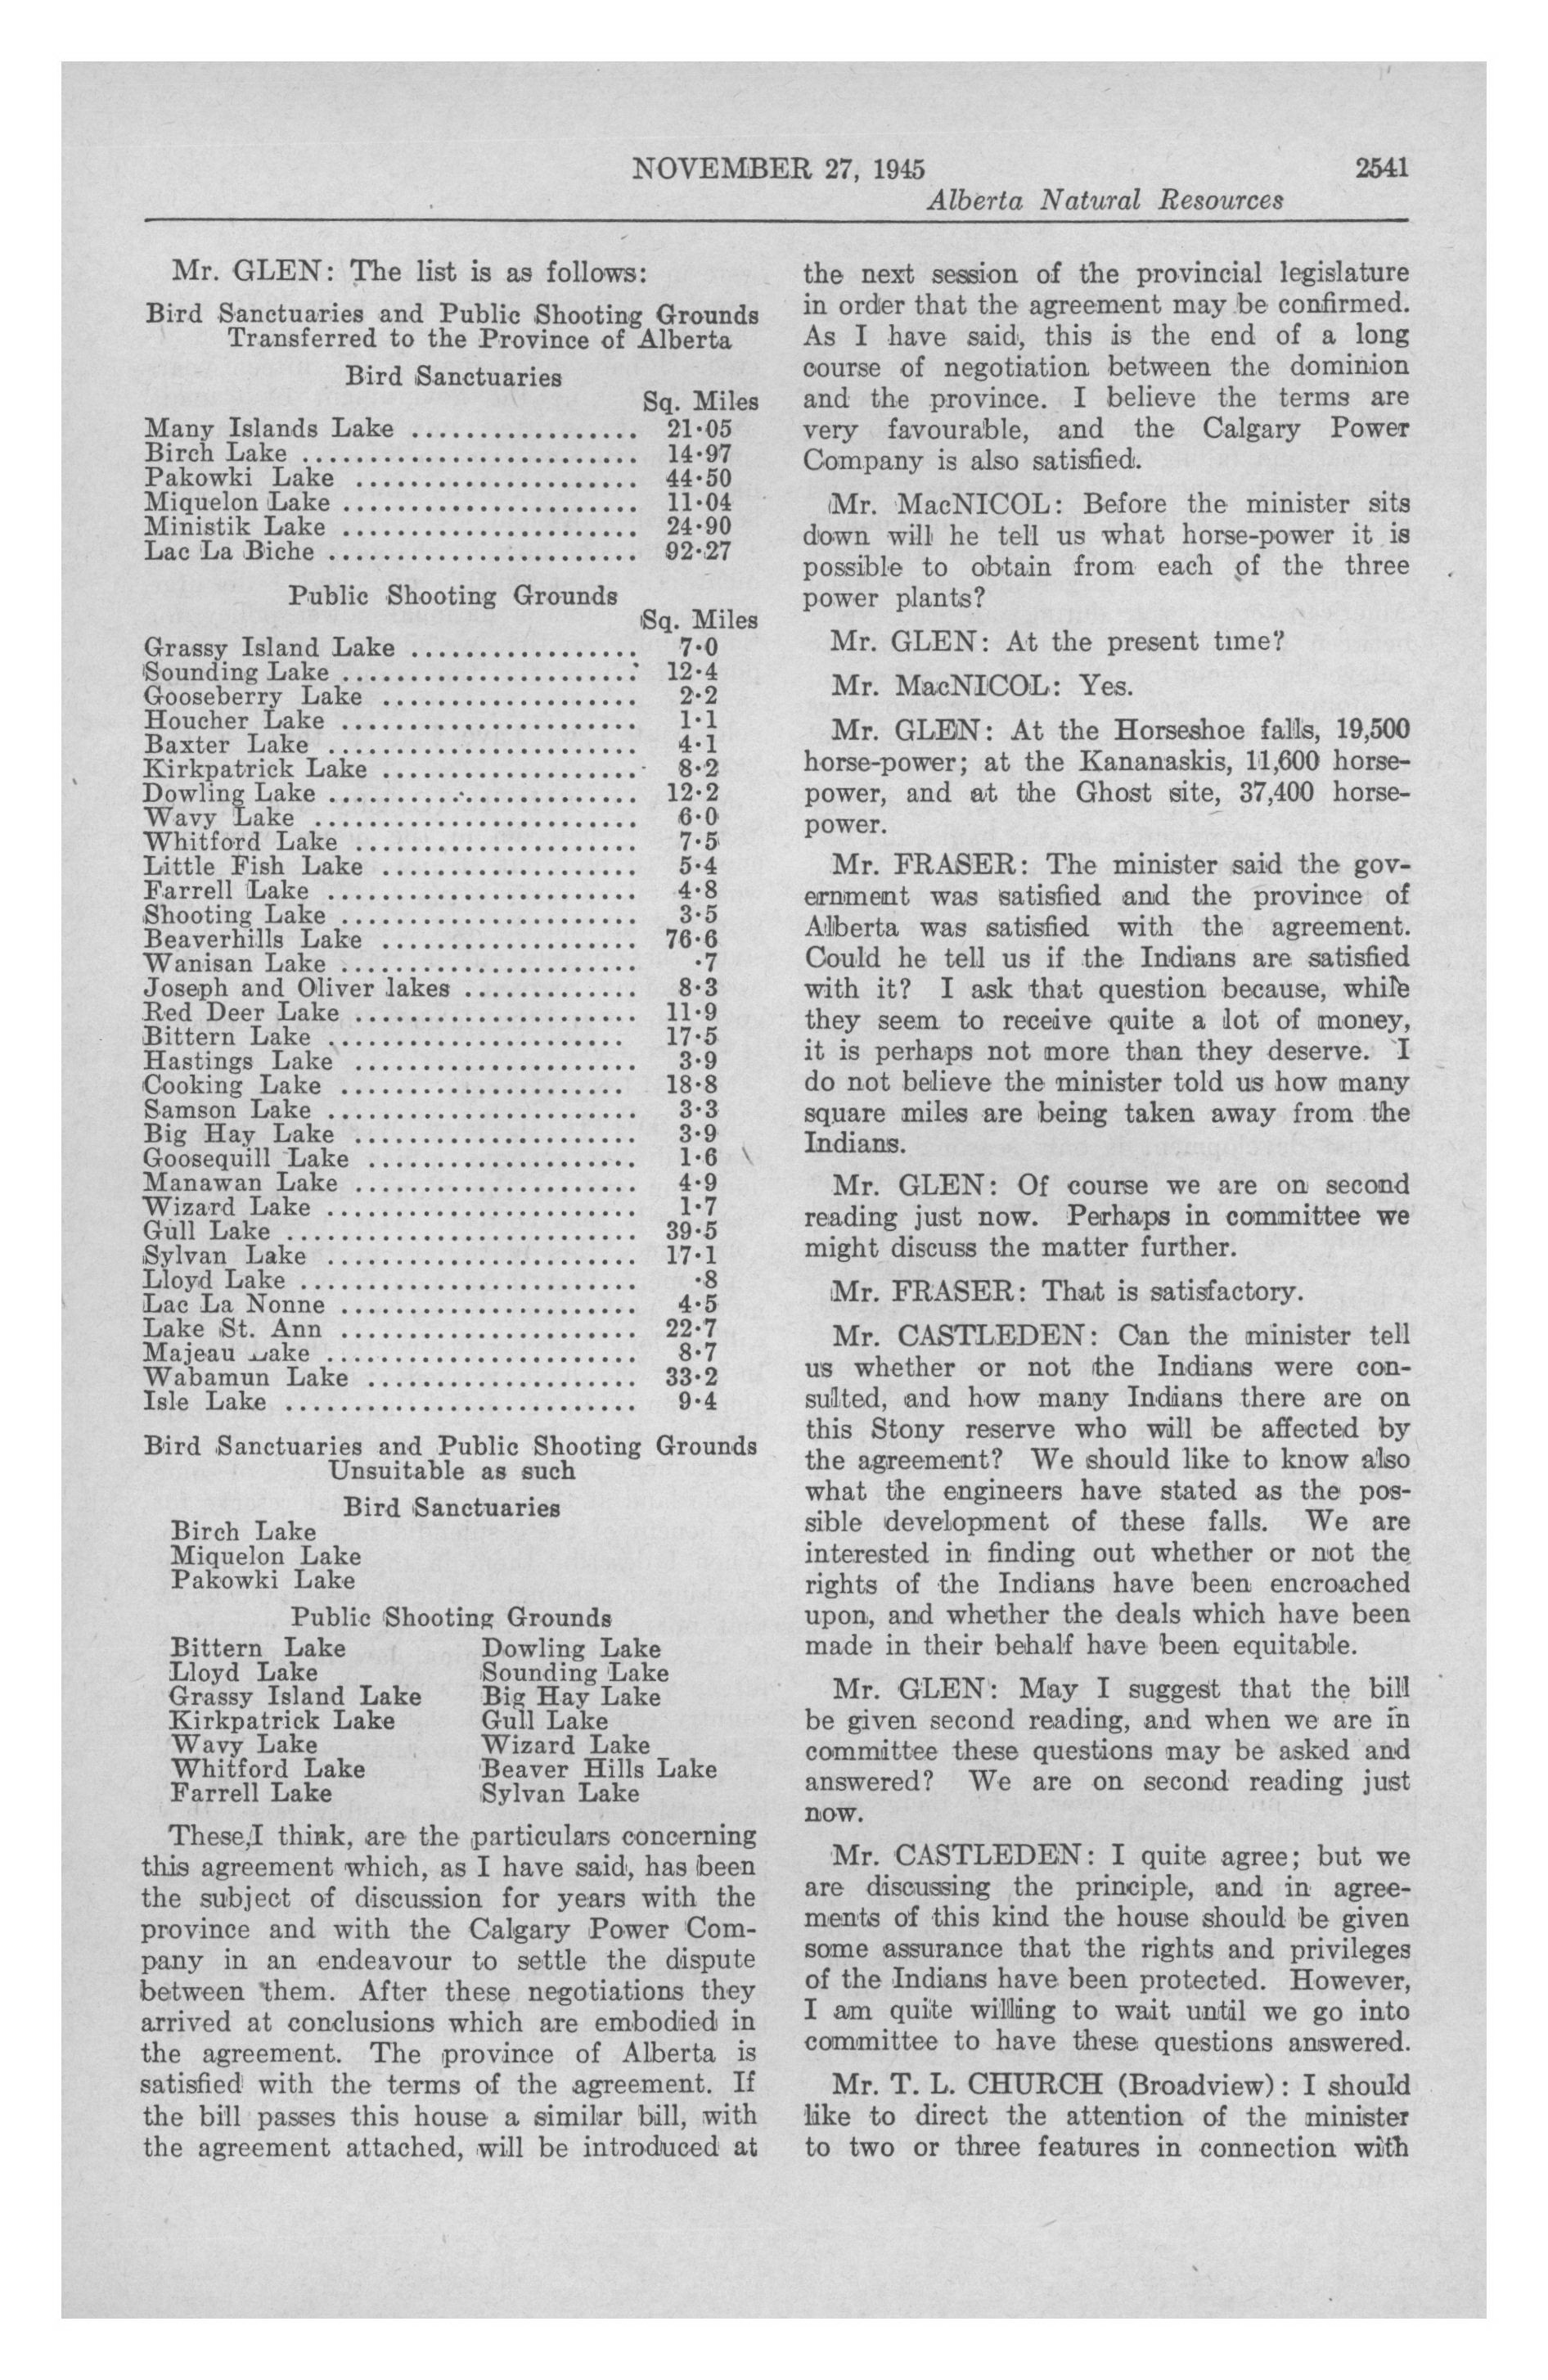 NOVEMBER 27, 1945 2541
Alberta Natural Resources
Mr. GLEN: The list is as follows:
Bird Sanctuaries and Public Shooting Grounds
Transferred to the Province of Alberta
Bird Sanctuaries
Sq. Miles
Many Islands Lake ................. 21·05
Birch Lake ......................... 14·97
Pakowki Lake ..................... 44·50
Miquelon Lake ...................... 11·04
Ministik Lake ....................... 24·90
Lac La Biche ....................... 92·27
Public Shooting Grounds
Sq. Miles
Grassy Island Lake ................. 7·0
Sounding Lake ...................... 12·4
Gooseberry Lake ................... 2·2
Houcher Lake ...................... 1·1
Baxter Lake ....................... 4·1
Kirkpatrick Lake ................... 8·2
Dowling Lake ....................... 12·2
Wavy Lake ........................ 6·0
Whitford Lake ..................... 7·5
Little Fish Lake ................... 5·4
Farrell Lake ....................... 4·8
Shooting Lake ...................... 3·5
Beaverhills Lake ................... 76·6
Wanisan Lake ...................... ·7
Joseph and Oliver lakes ............. 8·3
Red Deer Lake ..................... 11·9
Bittern Lake ...................... 17·5
Hastings Lake ..................... 3·9
Cooking Lake ..................... 18·8
Samson Lake ....................... 3·3
Big Hay Lake ..................... 3·9
Goosequill Lake .................... 1·6
Manawan Lake ..................... 4·9
Wizard Lake ....................... 1·7
Gull Lake .......................... 39·5
Sylvan Lake ....................... 17·1
Lloyd Lake ......................... ·8
Lac La Nonne ...................... 4·5
Lake St. Ann ...................... 22·7
Majeau Lake ....................... 8·7
Wabamun Lake .................... 33·2
Isle Lake .......................... 9·4
Bird Sanctuaries and Public Shooting Grounds
Unsuitable as such
Bird Sanctuaries
Birch Lake
Miquelon Lake
Pakowki Lake
Public Shooting Grounds
Bittern Lake Dowling Lake
Lloyd Lake Sounding Lake
Grassy Island Lake Big Hay Lake
Kirkpatrick Lake Gull Lake
Wavy Lake Wizard Lake
Whitford Lake Beaver Hills Lake
Farrell Lake Sylvan Lake
These, I think, are the particulars concerning
this agreement which, as I have said, has been
the subject of discussion for years with the
province and with the Calgary Power Com-
pany in an endeavour to settle the dispute
between them. After these negotiations they
arrived at conclusions which are embodied in
the agreement. The province of Alberta is
satisfied with the terms of the agreement. If
the bill passes this house a similar bill, with
the agreement attached, will be introduced at
the next session of the provincial legislature
in order that the agreement may be confirmed.
As I have said, this is the end of a long
course of negotiation between the dominion
and the province. I believe the terms are
very favourable, and the Calgary Power
Company is also satisfied.
Mr. MacNICOL: Before the minister sits
down will he tell us what horse-power it is
possible to obtain from each of the three
power plants?
Mr. GLEN: At the present time?
Mr. MacNICOL: Yes.
Mr. GLEN: At the Horseshoe falls, 19,500
horse-power; at the Kananaskis, 11,600 horse-
power, and at the Ghost site, 37,400 horse-
power.
Mr. FRASER: The minister said the gov-
ernment was satisfied and the province of
Alberta was satisfied with the agreement.
Could he tell us if the Indians are satisfied
with it? I ask that question because, while
they seem to receive quite a lot of money,
it is perhaps not more than they deserve. I
do not believe the minister told us how many
square miles are being taken away from the
Indians.
Mr. GLEN: Of course we are on second
reading just now. Perhaps in committee we
might discuss the matter further.
Mr. FRASER: That is satisfactory.
Mr. CASTLEDEN: Can the minister tell
us whether or not the Indians were con-
sulted, and how many Indians there are on
this Stony reserve who will be affected by
the agreement? We should like to know also
what the engineers have stated as the pos-
sible development of these falls. We are
interested in finding out whether or not the
rights of the Indians have been encroached
upon, and whether the deals which have been
made in their behalf have been equitable.
Mr. GLEN: May I suggest that the bill
be given second reading, and when we are in
committee these questions may be asked and
answered? We are on second reading just
now.
Mr. CASTLEDEN: I quite agree; but we
are discussing the principle, and in agree-
ments of this kind the house should be given
some assurance that the rights and privileges
of the Indians have been protected. However,
I am quite willing to wait until we go into
committee to have these questions answered.
Mr. T. L. CHURCH (Broadview): I should
like to direct the attention of the minister
to two or three features in connection with